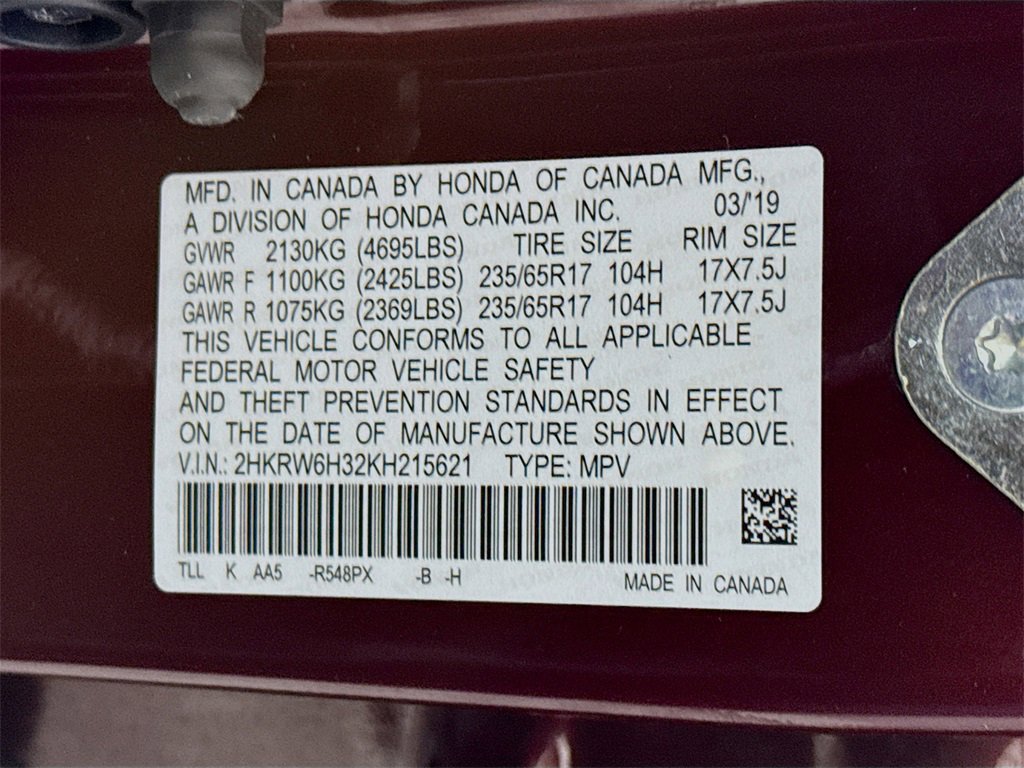 MFD. IN CANADA BY HONDA OF CANADA MFG.,
A DIVISION OF HONDA CANADA INC. 03/'19
GVWR 2130KG (4695LBS) TIRE SIZE RIM SIZE
GAWR F 1100KG (2425LBS) 235/65R17 104H 17X7.5J
GAWR R 1075KG (2369LBS) 235/65R17 104H 17X7.5J
THIS VEHICLE CONFORMS TO ALL APPLICABLE
FEDERAL MOTOR VEHICLE SAFETY
AND THEFT PREVENTION STANDARDS IN EFFECT
ON THE DATE OF MANUFACTURE SHOWN ABOVE.
V.I.N.: 2HKRW6H32KH215621 TYPE: MPV
TLL K AA5 -R548PX -B -H MADE IN CANADA